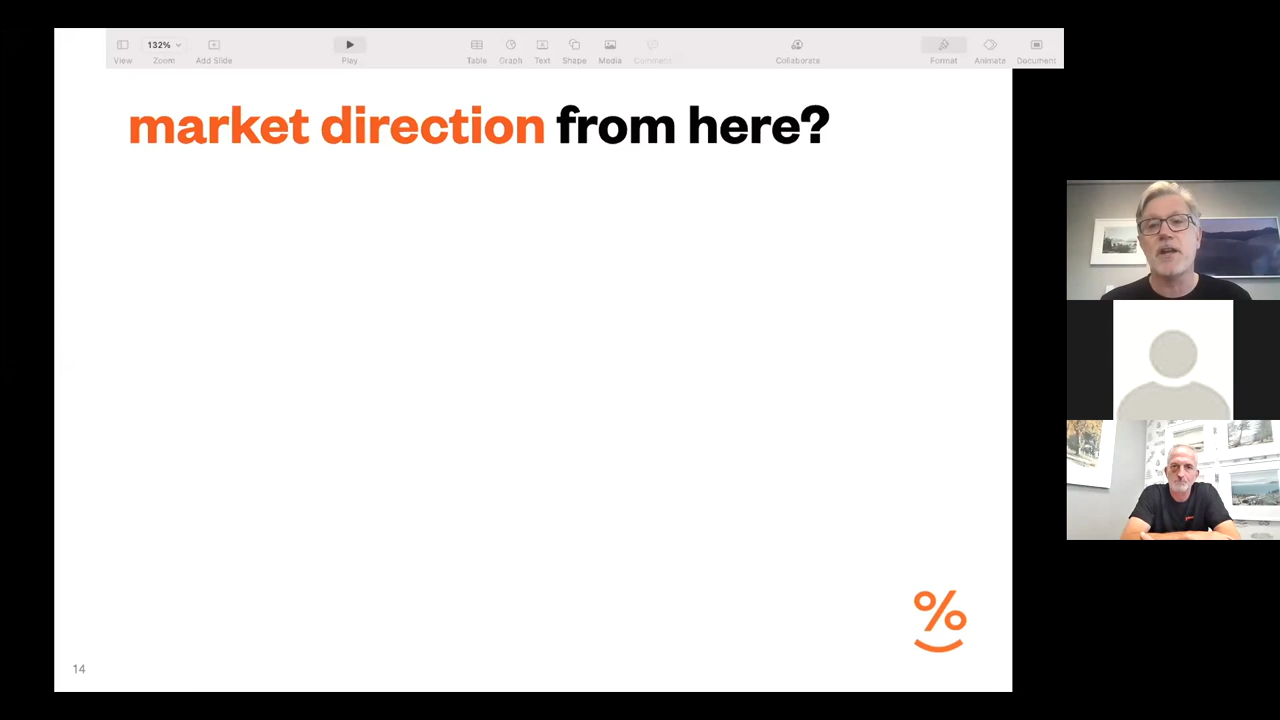 132%
View
Zoom
Add Slide
Play
Table
Graph
Text
Shape
Media
Comment
Collaborate
Format
Animate
Document
market direction from here?
%
14